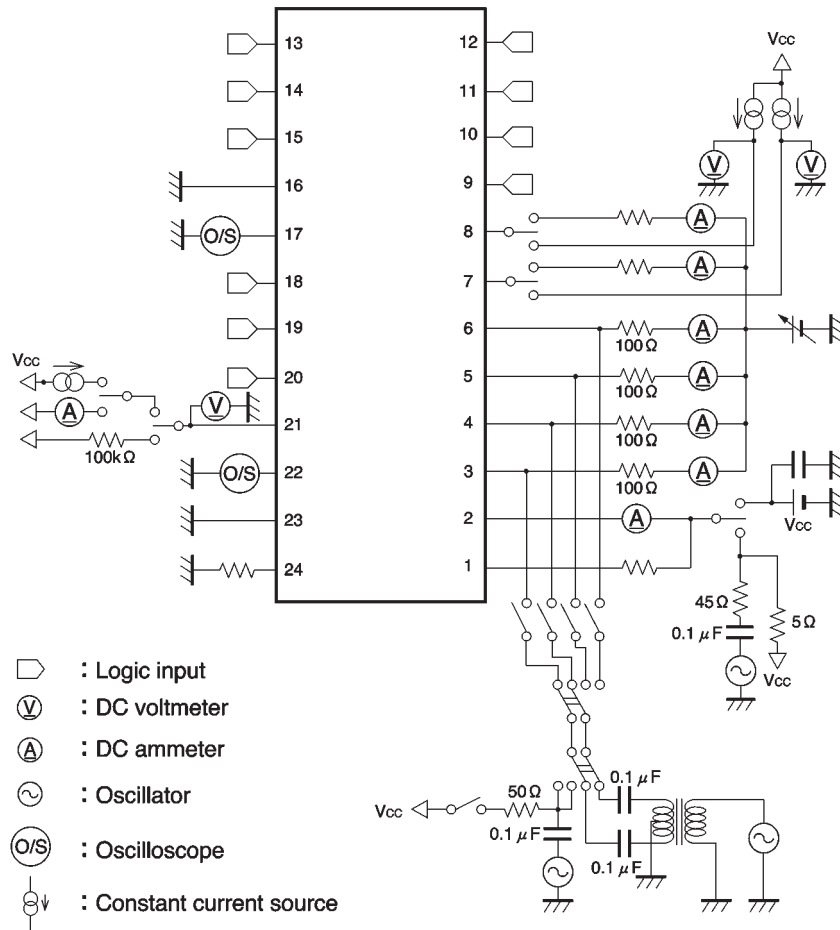 13
12
Vcc
14
11
15
10
16
9
V
V
17
O/S
8
A
18
7
A
19
6
100Ω
A
20
5
100Ω
A
Vcc
A
V
21
4
100Ω
A
100kΩ
O/S
22
3
100Ω
A
23
2
A
Vcc
24
1
45Ω
0.1 μF
5Ω
Vcc
: Logic input
V : DC voltmeter
A : DC ammeter
: Oscillator
O/S : Oscilloscope
: Constant current source
Vcc
50Ω
0.1 μF
0.1 μF
0.1 μF